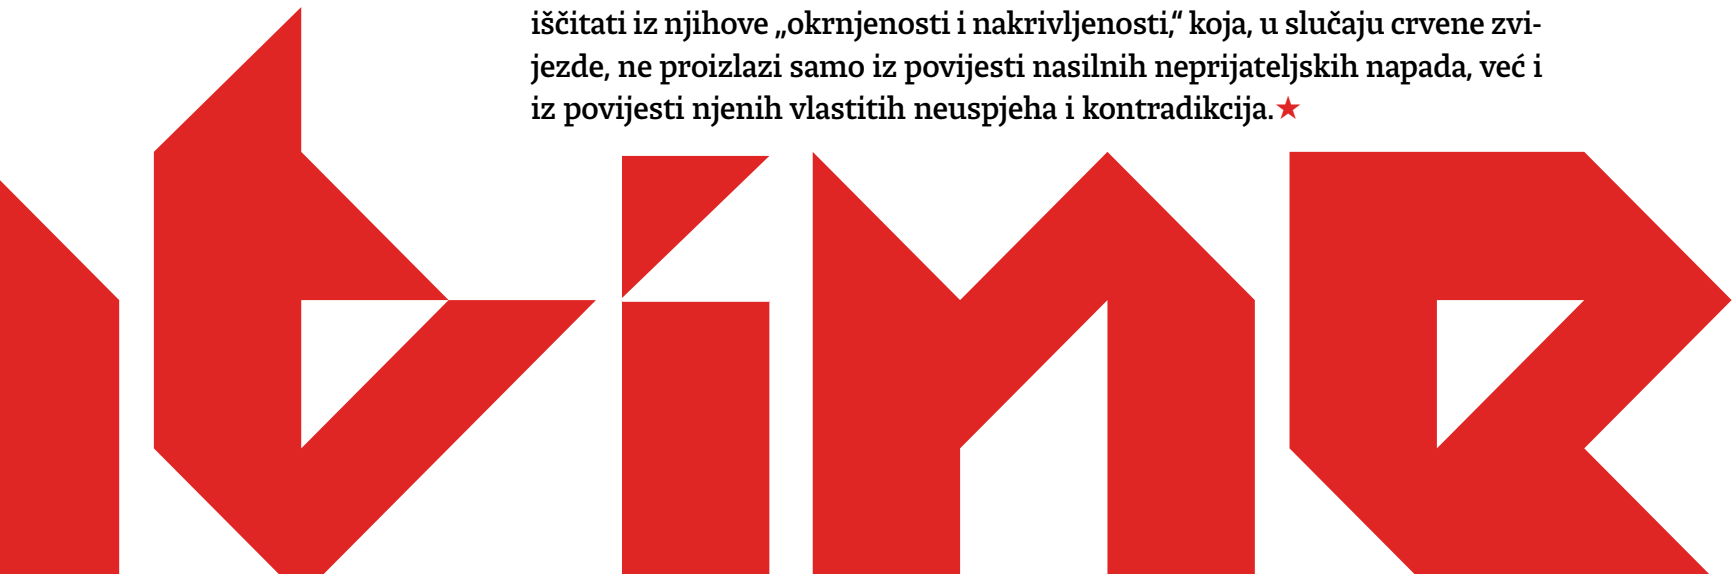 iščitati iz njihove „okrnjenosti i nakrivljenosti,“ koja, u slučaju crvene zvi-
jezde, ne proizlazi samo iz povijesti nasilnih neprijateljskih napada, već i
iz povijesti njenih vlastitih neuspjeha i kontradikcija.★
tine